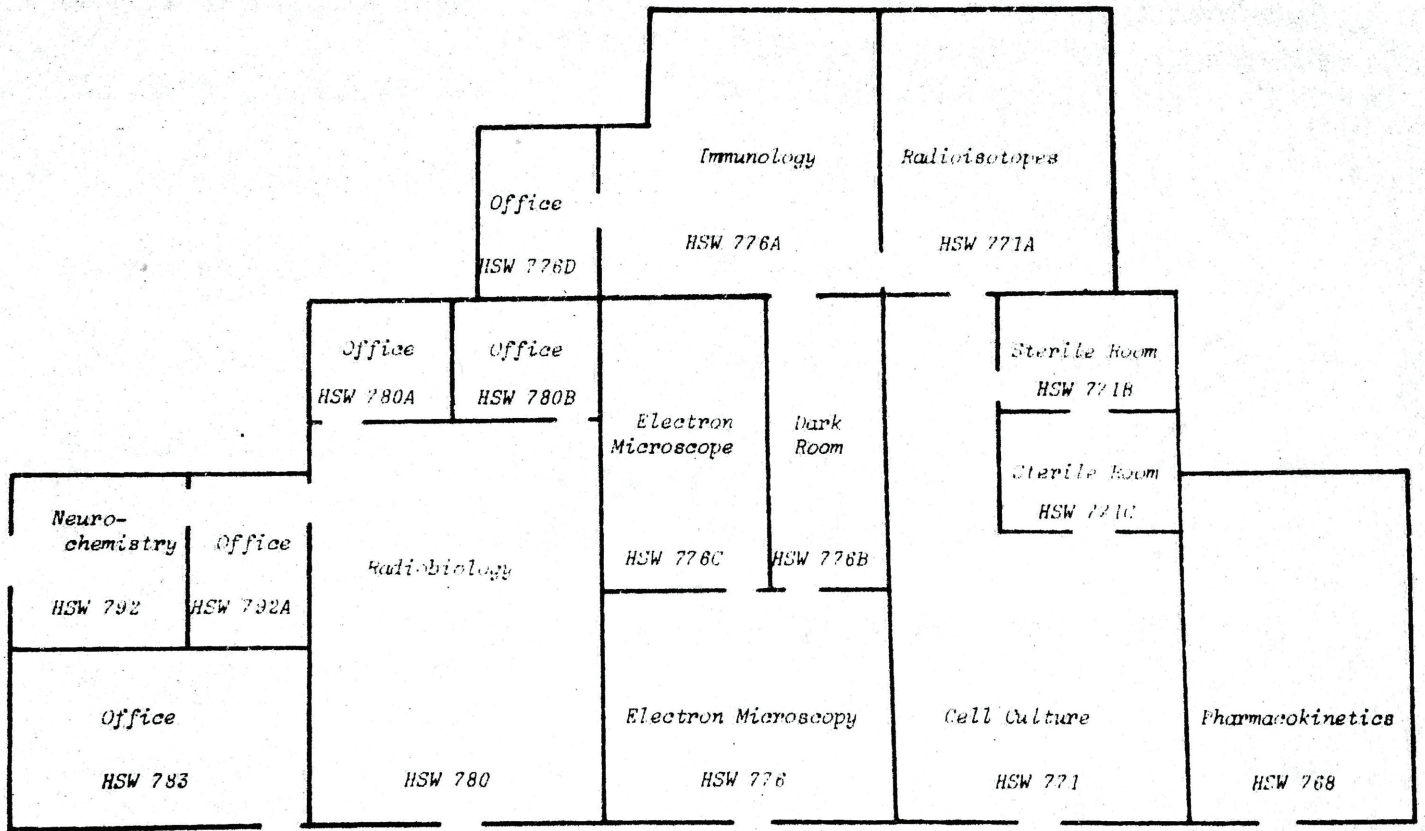 Immunology
HSW 776A
Radioisotopes
HSW 771A
Office
HSW 776D
Office
HSW 780A
Office
HSW 780B
Electron
Microscope
HSW 776C
Dark
Room
HSW 776B
Sterile Room
HSW 771B
Sterile Room
HSW 771C
Neuro-
chemistry
HSW 792
Office
HSW 792A
Radiobiology
HSW 780
Office
HSW 783
Electron Microscopy
HSW 776
Cell Culture
HSW 771
Pharmacokinetics
HSW 768